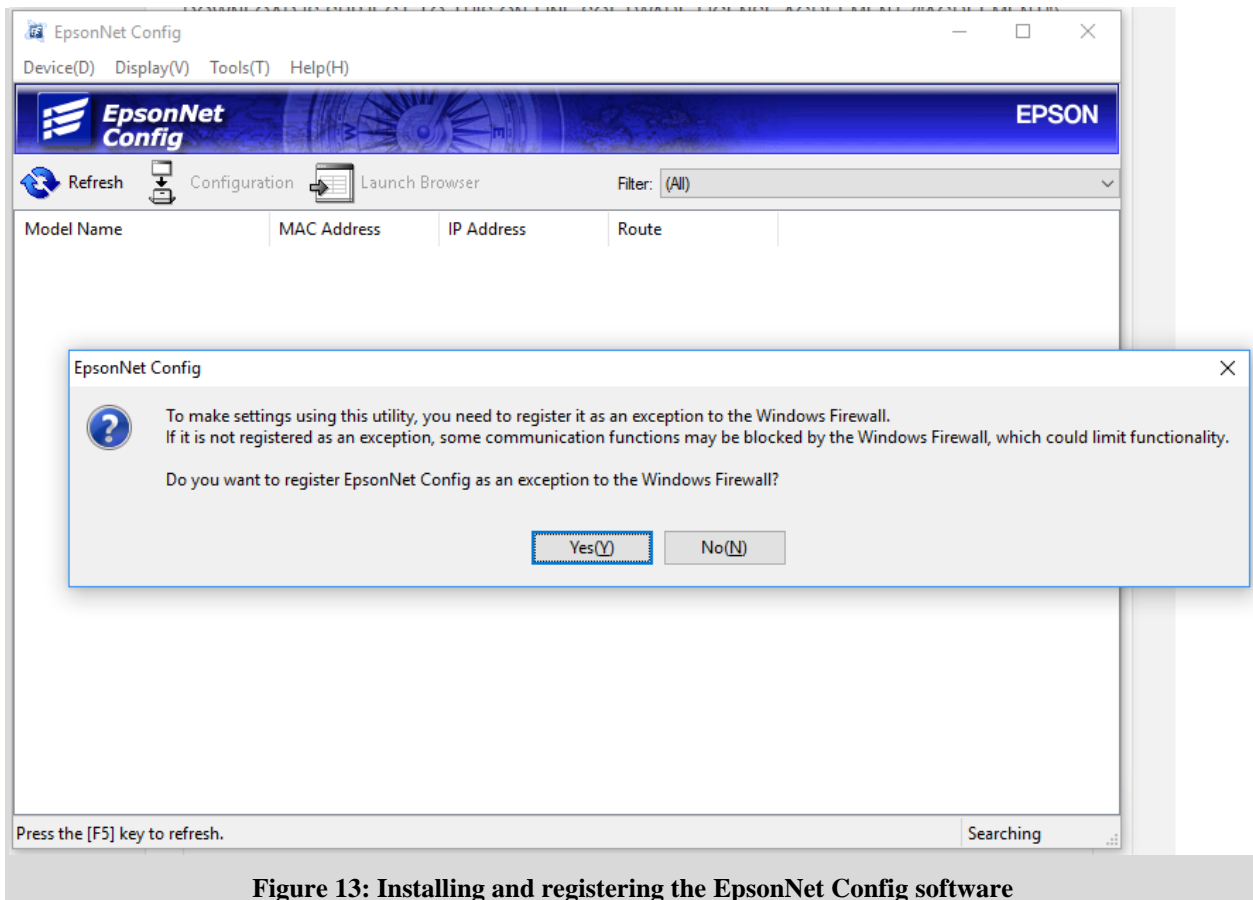 EpsonNet Config
Device(D) Display(V) Tools(T) Help(H)
EpsonNet
Config
EPSON
Refresh Configuration Launch Browser Filter: (All)
Model Name MAC Address IP Address Route
EpsonNet Config
To make settings using this utility, you need to register it as an exception to the Windows Firewall.
If it is not registered as an exception, some communication functions may be blocked by the Windows Firewall, which could limit functionality.
Do you want to register EpsonNet Config as an exception to the Windows Firewall?
Yes(Y) No(N)
Press the [F5] key to refresh. Searching
Figure 13: Installing and registering the EpsonNet Config software